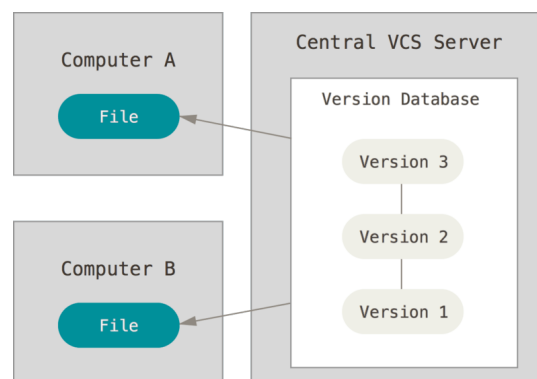 Computer A
File
Computer B
File
Central VCS Server
Version Database
Version 3
Version 2
Version 1